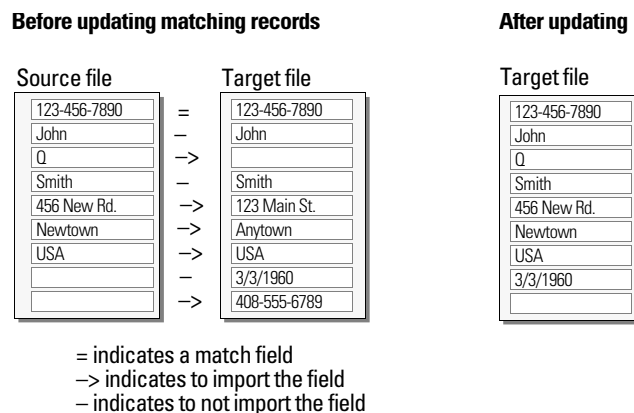 Before updating matching records
After updating
Source file
Target file
Target file
123-456-7890 = 123-456-7890
123-456-7890
John – John
John
Q –>
Q
Smith – Smith
Smith
456 New Rd. –> 123 Main St.
456 New Rd.
Newtown –> Anytown
Newtown
USA –> USA
USA
– 3/3/1960
3/3/1960
–> 408-555-6789
= indicates a match field
–> indicates to import the field
– indicates to not import the field